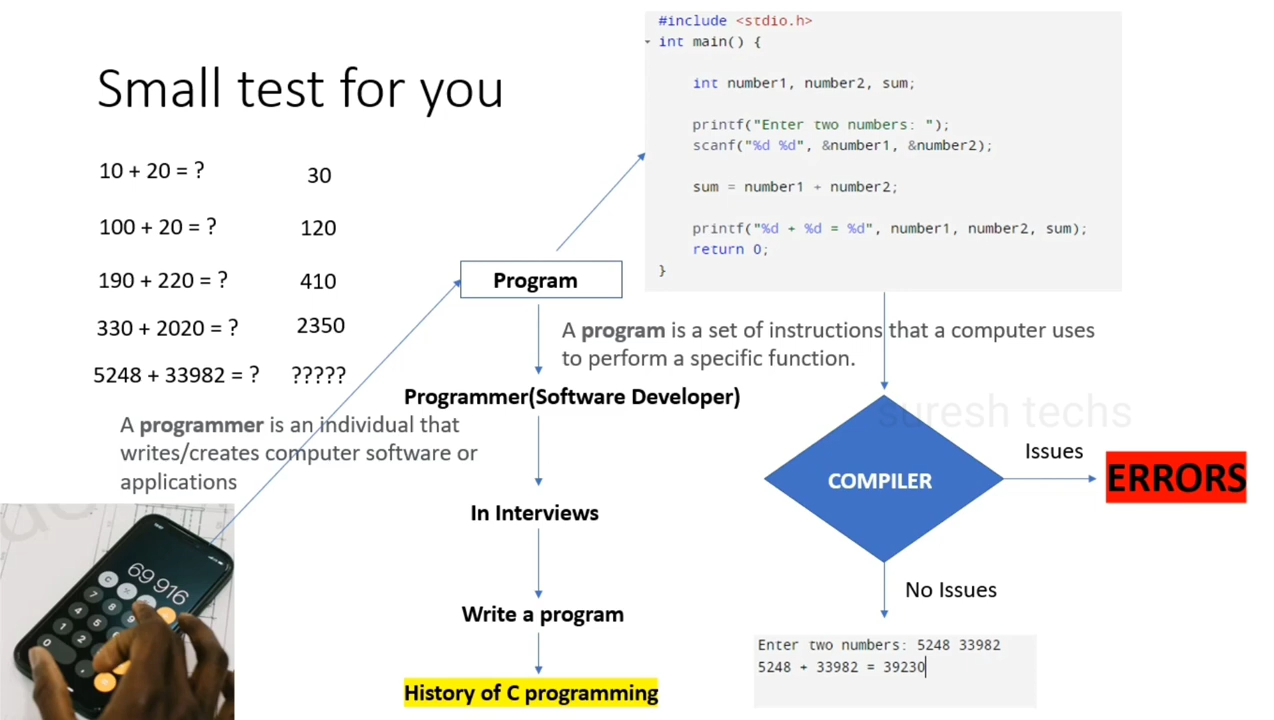 Small test for you
10 + 20 = ?
30
100 + 20 = ?
120
190 + 220 = ?
410
330 + 2020 = ?
2350
5248 + 33982 = ?
?????
A programmer is an individual that
writes/creates computer software or
applications
69 916
Program
A program is a set of instructions that a computer uses
to perform a specific function.
Programmer(Software Developer)
In Interviews
Write a program
History of C programming
#include <stdio.h>
int main() {
int number1, number2, sum;
printf("Enter two numbers: ");
scanf("%d %d", &number1, &number2);
sum = number1 + number2;
printf("%d + %d = %d", number1, number2, sum);
return 0;
}
suresh techs
COMPILER
Issues
ERRORS
No Issues
Enter two numbers: 5248 33982
5248 + 33982 = 39230